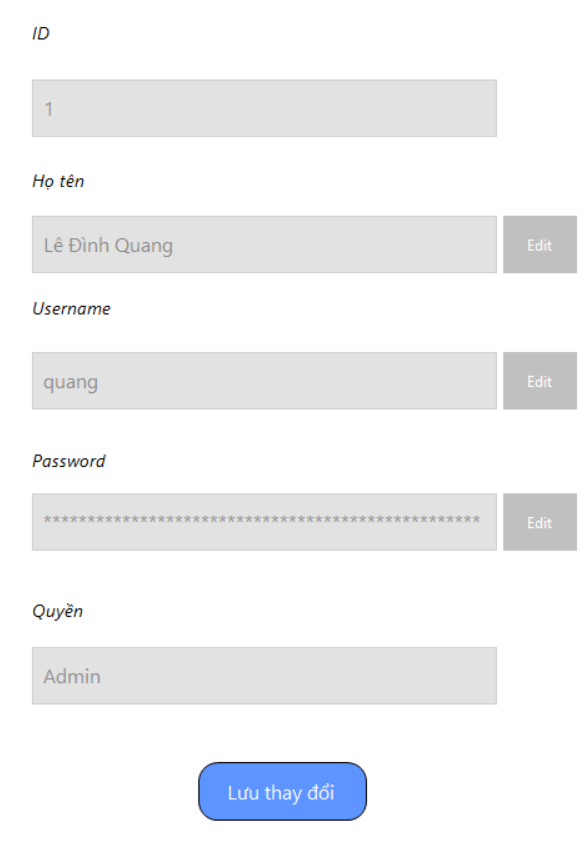 ID
1
Họ tên
Lê Đình Quang
Edit
Username
quang
Edit
Password
**************************************************
Edit
Quyền
Admin
Lưu thay đổi